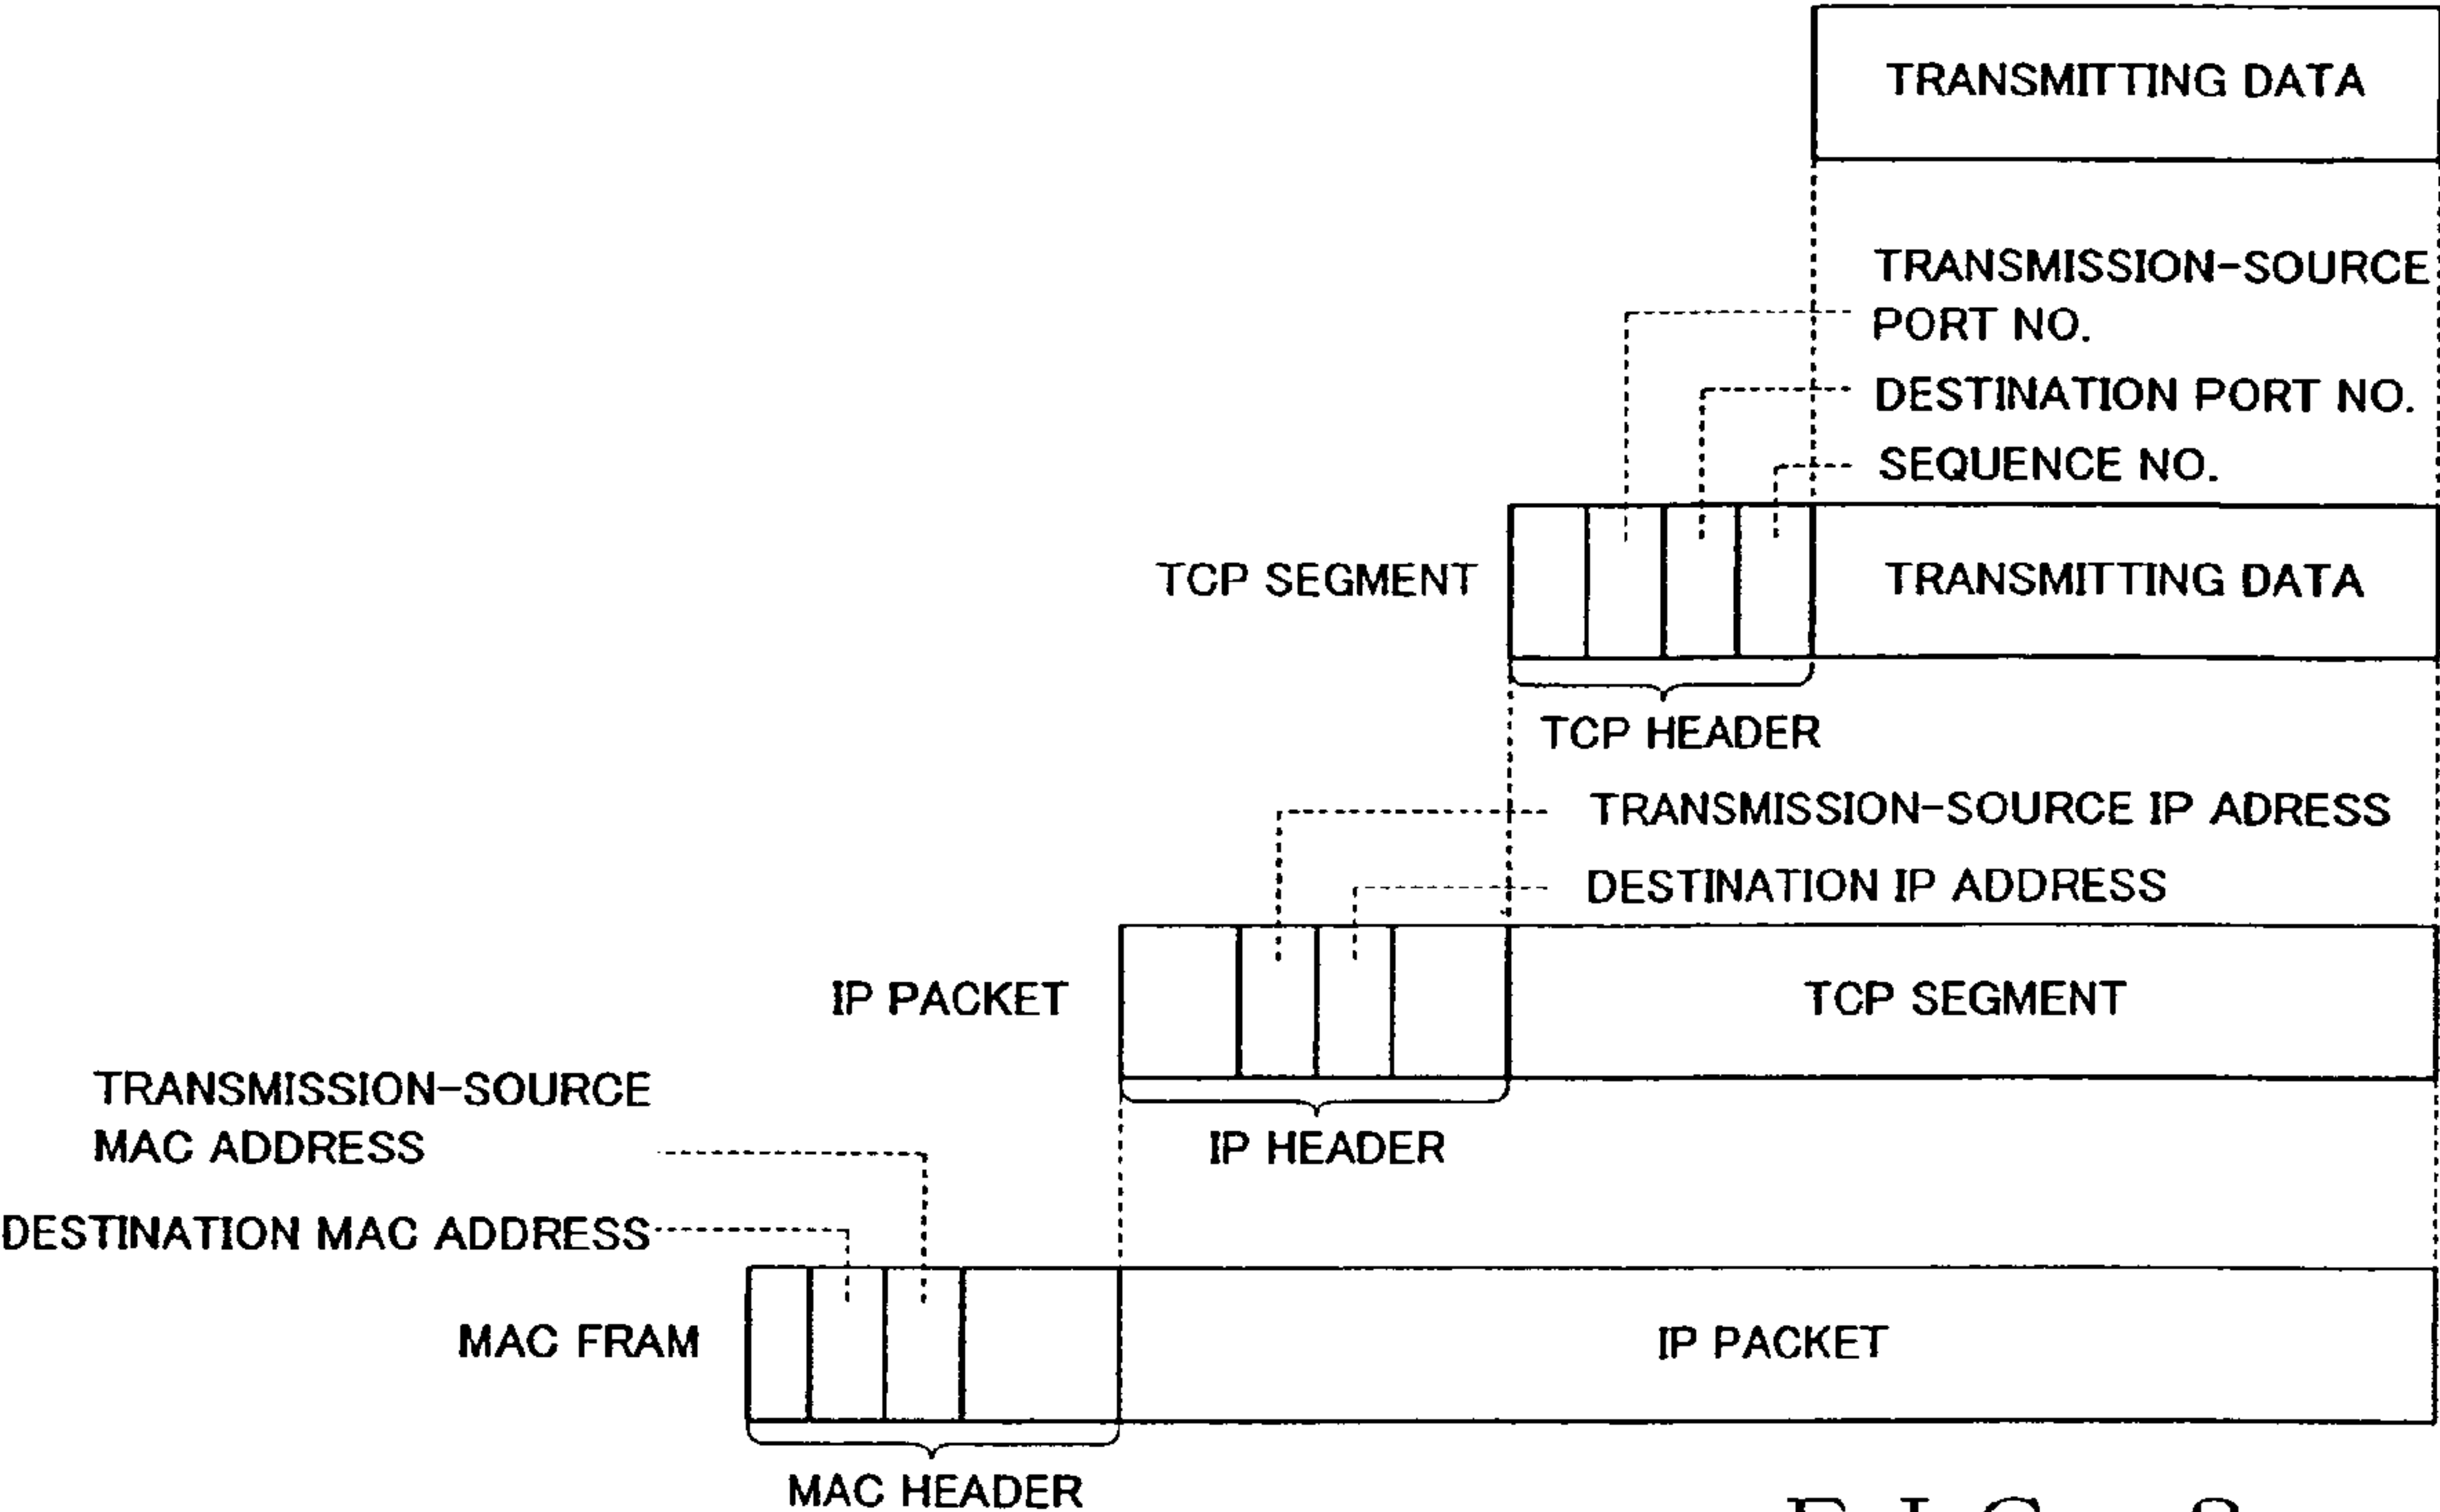 TRANSMITTING DATA
TRANSMISSION-SOURCE
PORT NO.
DESTINATION PORT NO.
SEQUENCE NO.
TCP SEGMENT
TRANSMITTING DATA
TCP HEADER
TRANSMISSION-SOURCE IP ADRESS
DESTINATION IP ADDRESS
IP PACKET
TCP SEGMENT
TRANSMISSION-SOURCE
MAC ADDRESS
IP HEADER
DESTINATION MAC ADDRESS
MAC FRAM
IP PACKET
MAC HEADER